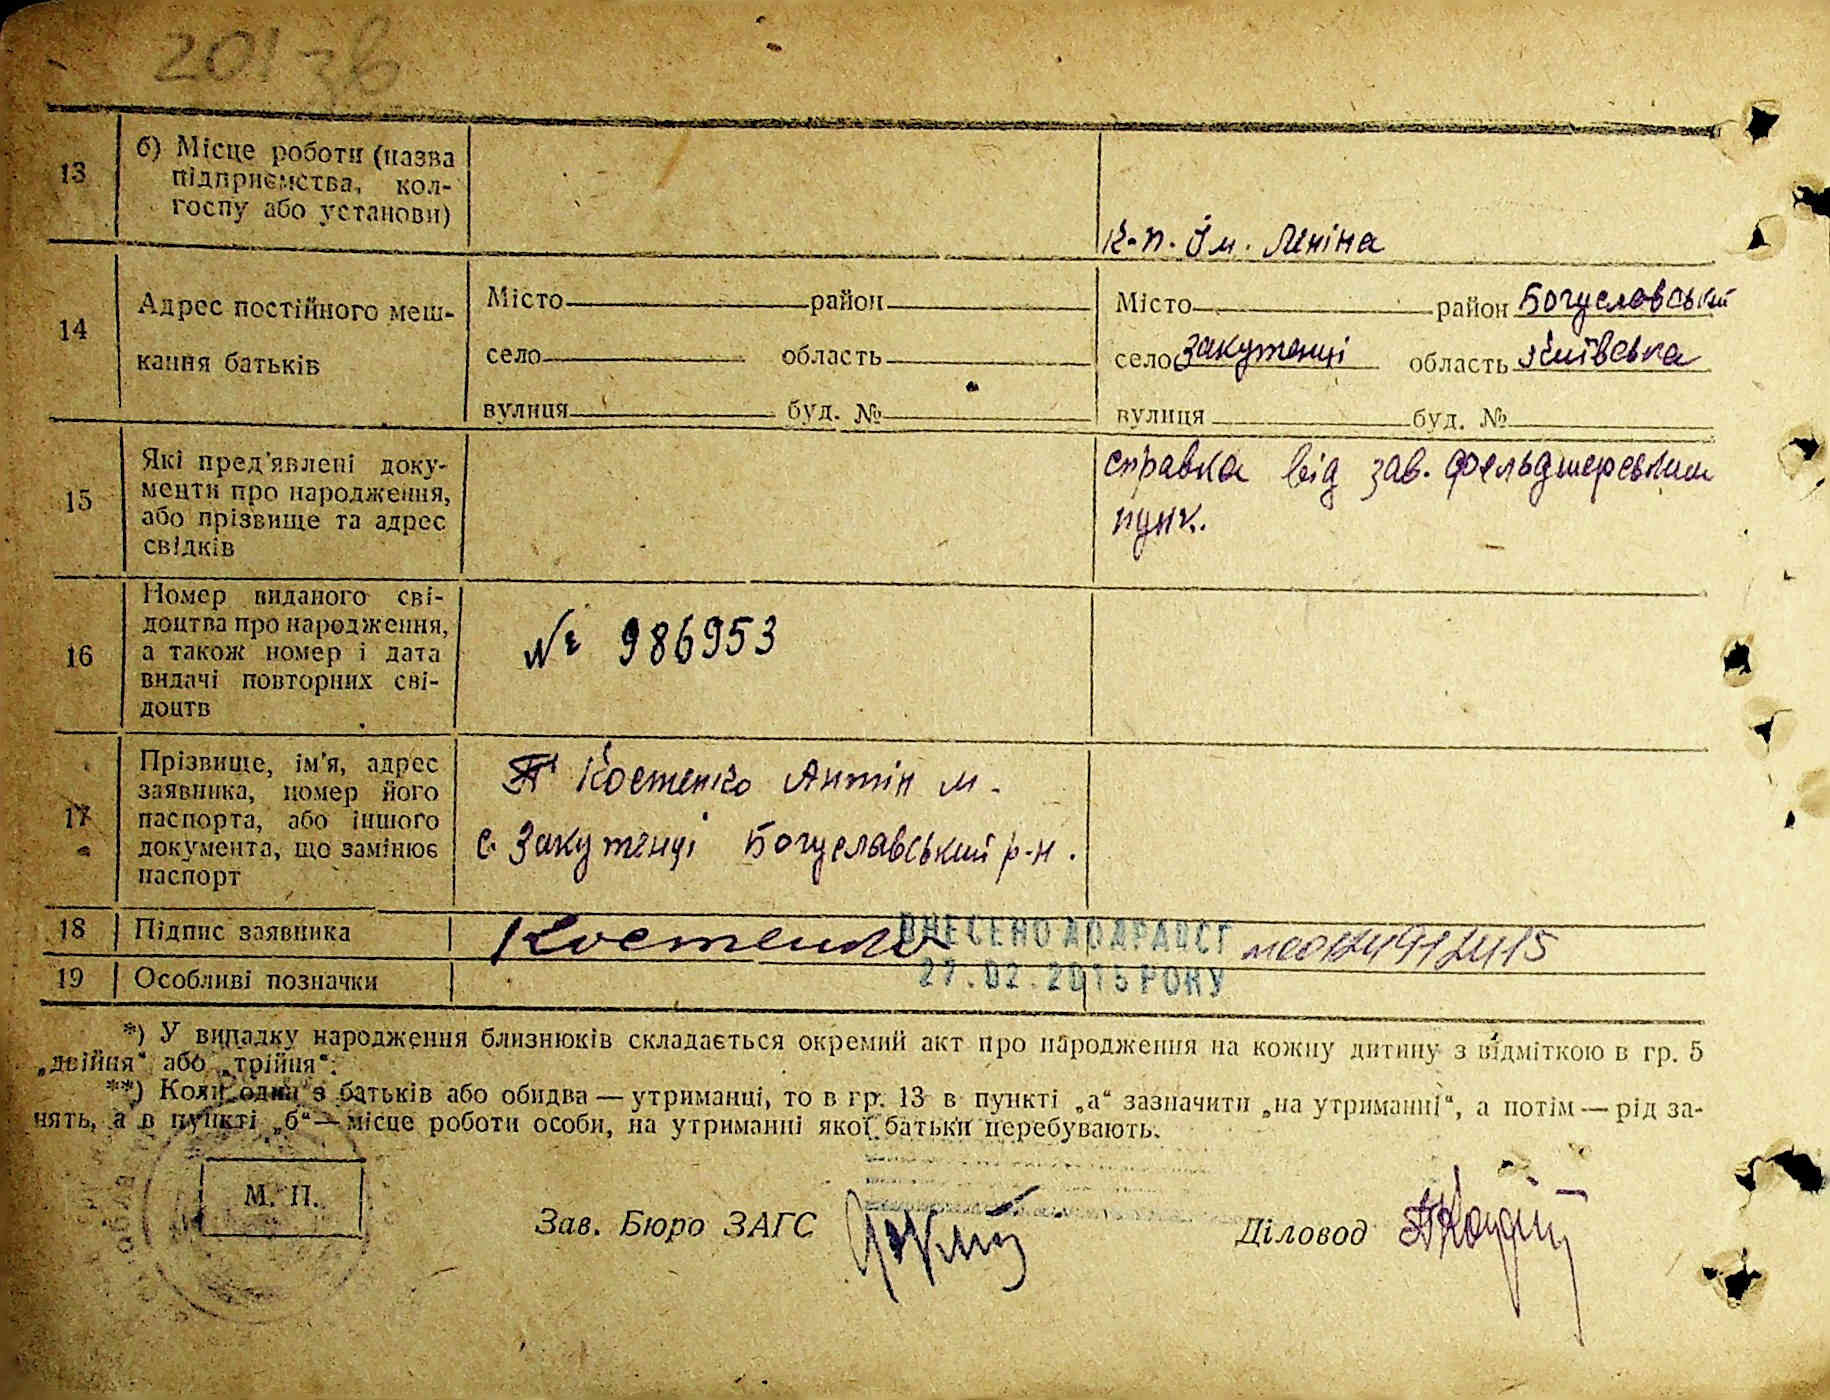 201 зв
13
б) Місце роботи (назва
підприємства, кол-
госпу або установи)
к-п. Ім. Леніна
14
Адрес постійного меш-
кання батьків
Місто район
село область
вулиця буд. №
Місто район Богуславський
село Закутенці область Київська
вулиця буд. №
15
Які пред'явлені доку-
менти про народження,
або прізвище та адрес
свідків
справка від зав. фельдшерським
пунк.
16
Номер виданого сві-
доцтва про народження,
а також номер і дата
видачі повторних сві-
доцтв
№ 986953
17
Прізвище, ім'я, адрес
заявника, номер його
паспорта, або іншого
документа, що замінює
паспорт
Костенко Антін м.
с. Закутенці Богуславський р-н.
18 Підпис заявника Костенко
ВНЕСЕНО ДО ДРАЦСГ
27.02.2015 РОКУ
19 Особливі позначки
*) У випадку народження близнюків складається окремий акт про народження на кожну дитину з відміткою в гр. 5
„двійня“ або „трійня“.
**) Коли один з батьків або обидва — утриманці, то в гр. 13 в пункті „а“ зазначити „на утриманні“, а потім — рід за-
нять, а в пункті „б“ — місце роботи особи, на утриманні якої батьки перебувають.
М. П.
Зав. Бюро ЗАГС
Діловод